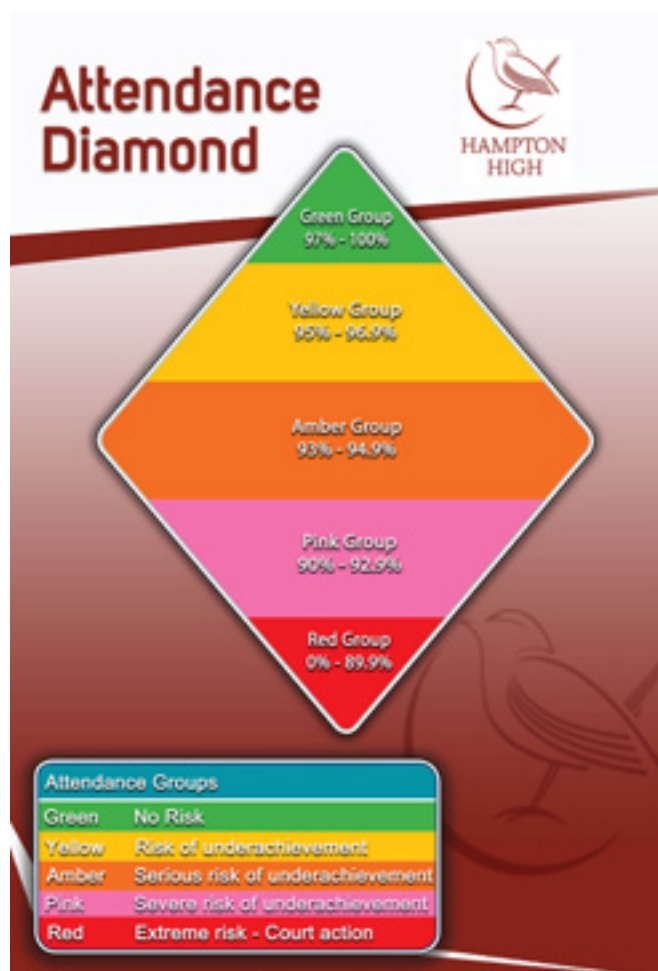 Attendance
Diamond
HAMPTON
HIGH
Green Group
97% - 100%
Yellow Group
95% - 96.9%
Amber Group
93% - 94.9%
Pink Group
90% - 92.9%
Red Group
0% - 89.9%
Attendance Groups
Green No Risk
Yellow Risk of underachievement
Amber Serious risk of underachievement
Pink Severe risk of underachievement
Red Extreme risk - Court action